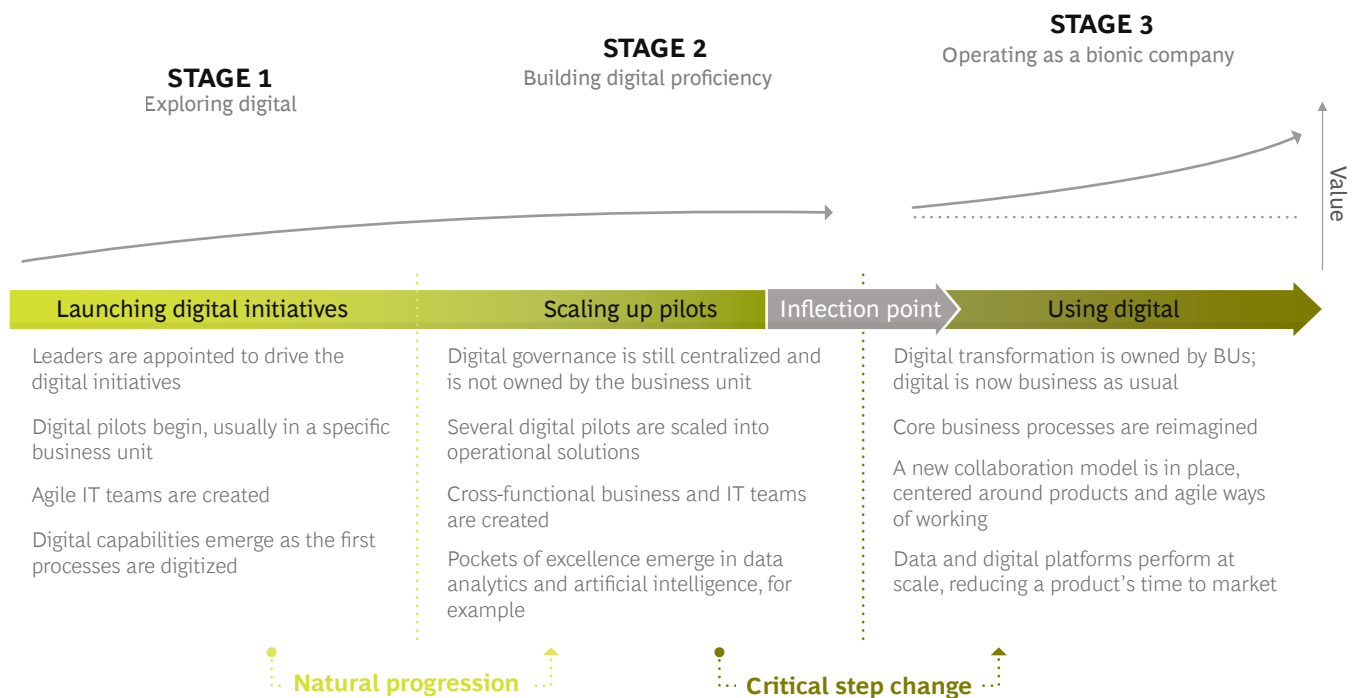 STAGE 1
Exploring digital
STAGE 2
Building digital proficiency
STAGE 3
Operating as a bionic company
Value
Launching digital initiatives
Scaling up pilots
Inflection point
Using digital
Leaders are appointed to drive the
digital initiatives
Digital pilots begin, usually in a specific
business unit
Agile IT teams are created
Digital capabilities emerge as the first
processes are digitized
Digital governance is still centralized and
is not owned by the business unit
Several digital pilots are scaled into
operational solutions
Cross-functional business and IT teams
are created
Pockets of excellence emerge in data
analytics and artificial intelligence, for
example
Digital transformation is owned by BUs;
digital is now business as usual
Core business processes are reimagined
A new collaboration model is in place,
centered around products and agile ways
of working
Data and digital platforms perform at
scale, reducing a product’s time to market
Natural progression
Critical step change